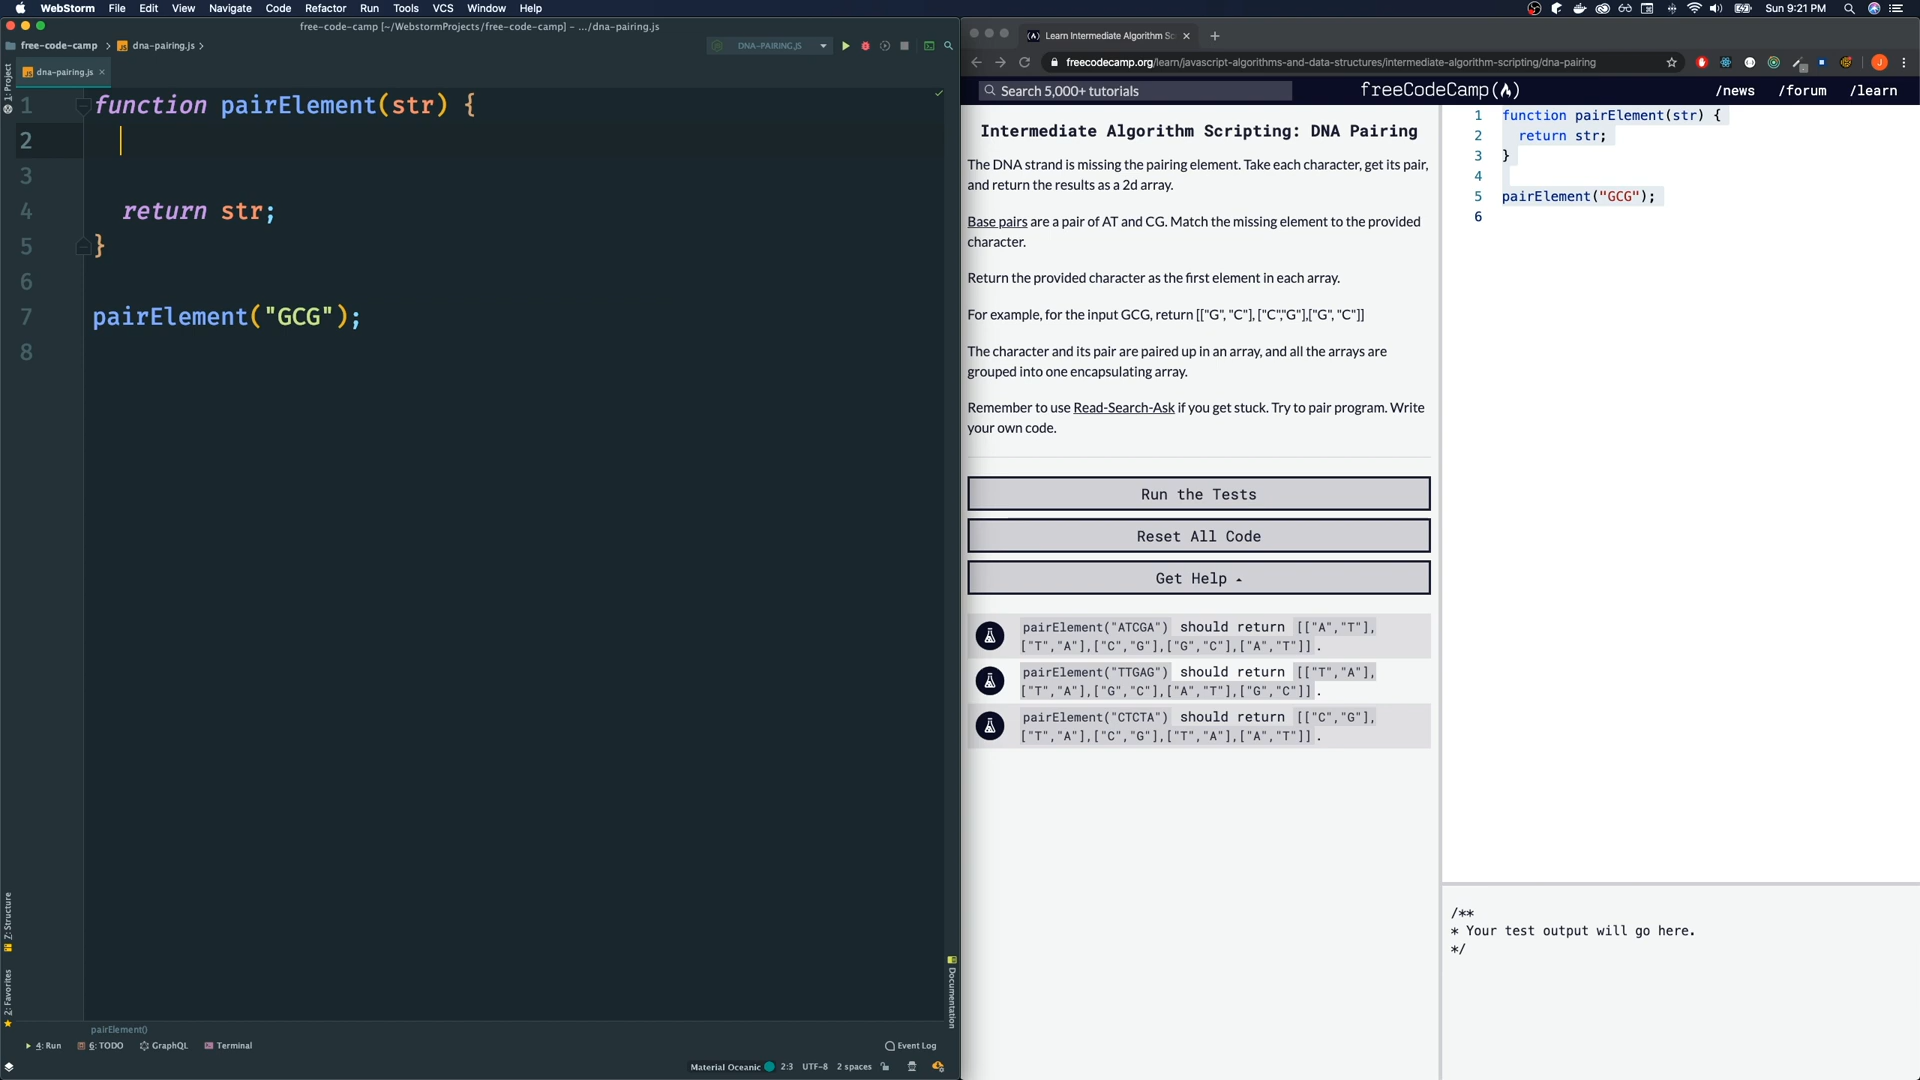 WebStorm File Edit View Navigate Code Refactor Run Tools VCS Window Help
Sun 9:21 PM
free-code-camp [~/WebstormProjects/free-code-camp] – .../dna-pairing.js
free-code-camp dna-pairing.js
DNA-PAIRING.JS
dna-pairing.js
1: Project
1 function pairElement(str) {
2
3
4 return str;
5 }
6
7 pairElement("GCG");
8
Z: Structure
2: Favorites
Documentation
pairElement()
4: Run 6: TODO GraphQL Terminal
Event Log
Material Oceanic 2:3 UTF-8 2 spaces
Learn Intermediate Algorithm Sc
freecodecamp.org/learn/javascript-algorithms-and-data-structures/intermediate-algorithm-scripting/dna-pairing
J
Search 5,000+ tutorials
freeCodeCamp
/news /forum /learn
Intermediate Algorithm Scripting: DNA Pairing
The DNA strand is missing the pairing element. Take each character, get its pair,
and return the results as a 2d array.
Base pairs are a pair of AT and CG. Match the missing element to the provided
character.
Return the provided character as the first element in each array.
For example, for the input GCG, return [["G", "C"], ["C","G"],["G", "C"]]
The character and its pair are paired up in an array, and all the arrays are
grouped into one encapsulating array.
Remember to use Read-Search-Ask if you get stuck. Try to pair program. Write
your own code.
Run the Tests
Reset All Code
Get Help
pairElement("ATCGA") should return [["A","T"],
["T","A"],["C","G"],["G","C"],["A","T"]].
pairElement("TTGAG") should return [["T","A"],
["T","A"],["G","C"],["A","T"],["G","C"]].
pairElement("CTCTA") should return [["C","G"],
["T","A"],["C","G"],["T","A"],["A","T"]].
1 function pairElement(str) {
2 return str;
3 }
4
5 pairElement("GCG");
6
/**
* Your test output will go here.
*/